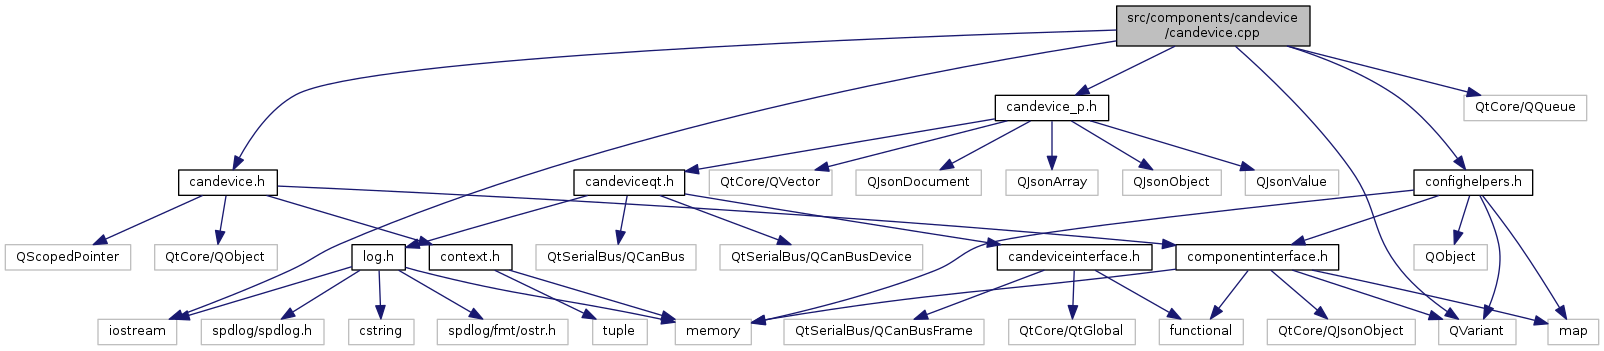 src/components/candevice
/candevice.cpp
candevice_p.h
QtCore/QQueue
candevice.h
candeviceqt.h
QtCore/QVector
QJsonDocument
QJsonArray
QJsonObject
QJsonValue
confighelpers.h
QScopedPointer
QtCore/QObject
log.h
context.h
QtSerialBus/QCanBus
QtSerialBus/QCanBusDevice
candeviceinterface.h
componentinterface.h
QObject
iostream
spdlog/spdlog.h
cstring
spdlog/fmt/ostr.h
tuple
memory
QtSerialBus/QCanBusFrame
QtCore/QtGlobal
functional
QtCore/QJsonObject
QVariant
map